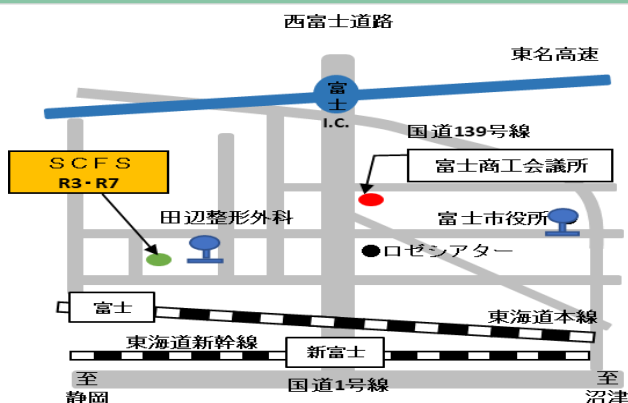 西富士道路
東名高速
富
士
I.C.
国道139号線
ＳＣＦＳ
R3-R7
富士商工会議所
田辺整形外科
富士市役所
●ロゼシアター
富士
東海道本線
東海道新幹線
新富士
至
静岡
国道1号線
至
沼津